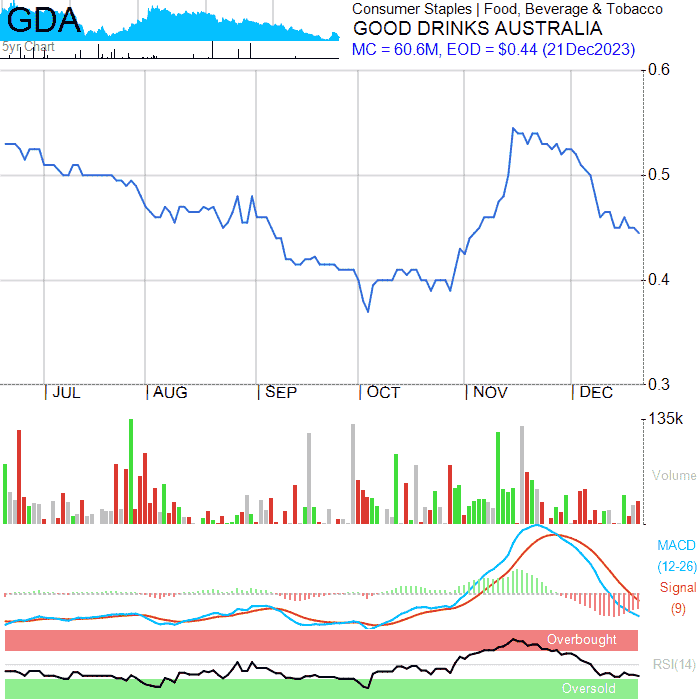 GDA
5yr Chart
Consumer Staples | Food, Beverage & Tobacco
GOOD DRINKS AUSTRALIA
MC = 60.6M, EOD = $0.44 (21Dec2023)
0.6
0.5
0.4
0.3
JUL AUG SEP OCT NOV DEC
135k
Volume
MACD
(12-26)
Signal
(9)
Overbought
RSI(14)
Oversold